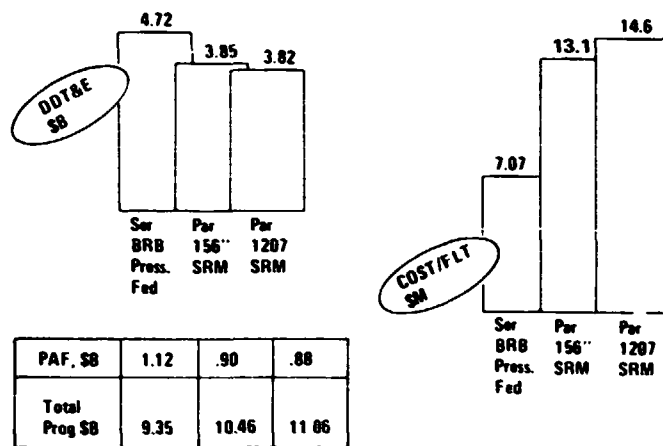 4.72
3.85
3.82
DDT&E
$B
Ser
BRB
Press.
Fed
Par
156''
SRM
Par
1207
SRM
14.6
13.1
7.07
COST/FLT
$M
Ser
BRB
Press.
Fed
Par
156''
SRM
Par
1207
SRM
PAF, $B 1.12 .90 .88
Total
Prog $B 9.35 10.46 11 06